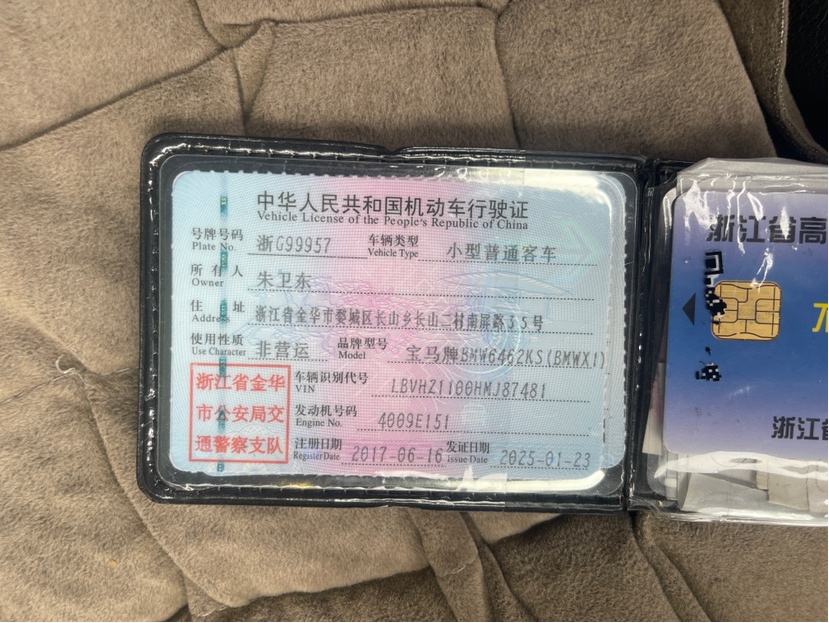 中华人民共和国机动车行驶证
Vehicle License of the People's Republic of China
号牌号码 浙G99957 车辆类型 小型普通客车
Plate No. Vehicle Type
所有人 朱卫东
Owner
住址 浙江省金华市婺城区长山乡长山二村南屏路35号
Address
使用性质 非营运 品牌型号 宝马牌BMW6462KS(BMWX1)
Use Character Model
浙江省金华
市公安局交
通警察支队
车辆识别代号 LBVHZ1100HMJ87481
VIN
发动机号码 4009E151
Engine No.
注册日期 2017-06-16 发证日期 2025-01-23
Register Date Issue Date
浙江省高
浙江省